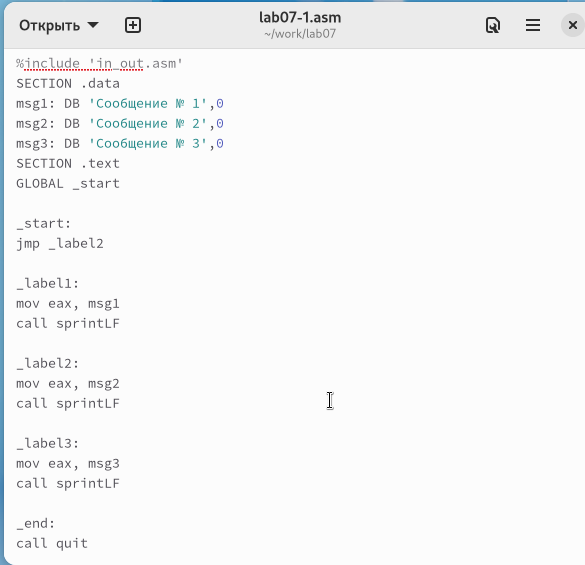 Открыть
lab07-1.asm
~/work/lab07
%include 'in_out.asm'
SECTION .data
msg1: DB 'Сообщение № 1',0
msg2: DB 'Сообщение № 2',0
msg3: DB 'Сообщение № 3',0
SECTION .text
GLOBAL _start
_start:
jmp _label2
_label1:
mov eax, msg1
call sprintLF
_label2:
mov eax, msg2
call sprintLF
_label3:
mov eax, msg3
call sprintLF
_end:
call quit